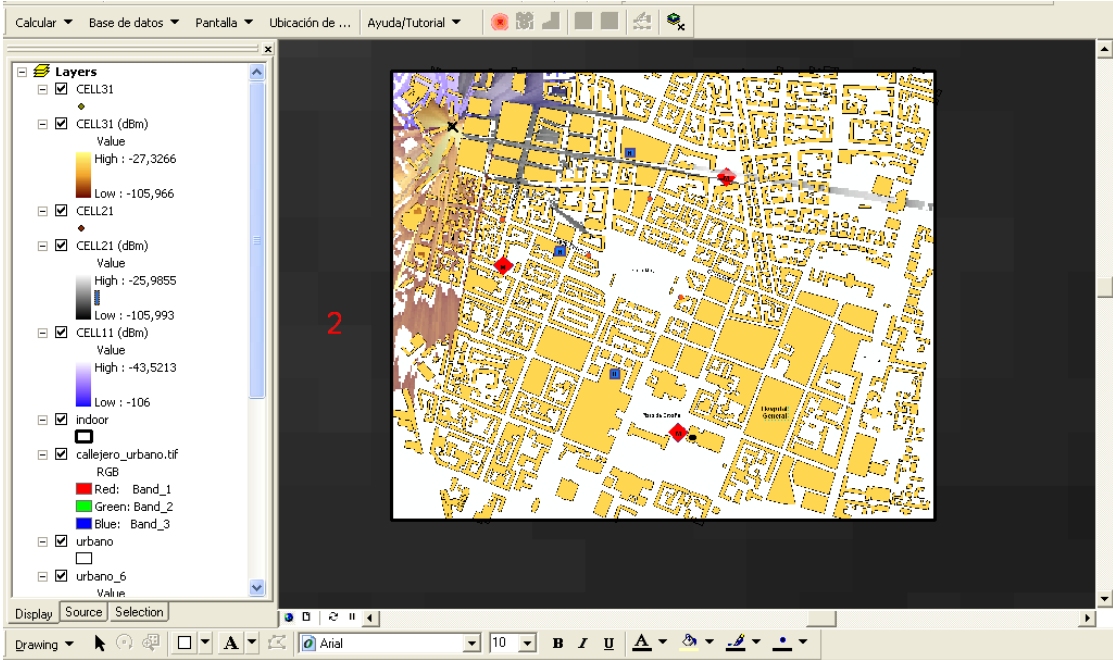 Calcular Base de datos Pantalla Ubicación de ... Ayuda/Tutorial
Layers
CELL31
CELL31 (dBm)
Value
High : -27,3266
Low : -105,966
CELL21
CELL21 (dBm)
Value
High : -25,9855
Low : -105,993
CELL11 (dBm)
Value
High : -43,5213
Low : -106
indoor
callejero_urbano.tif
RGB
Red: Band_1
Green: Band_2
Blue: Band_3
urbano
urbano_6
Value
Display Source Selection
2
Hospital
General
Drawing A Arial 10 B I U A